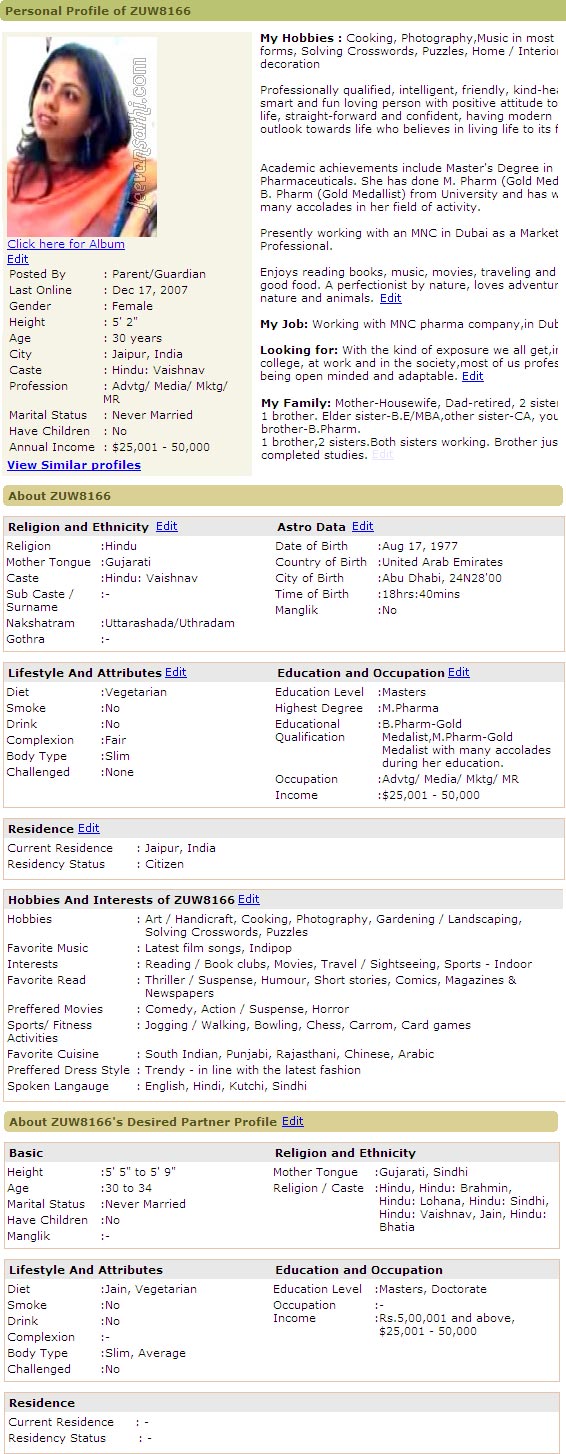 Personal Profile of ZUW8166
jeevansathi.com
Click here for Album
Edit
Posted By : Parent/Guardian
Last Online : Dec 17, 2007
Gender : Female
Height : 5' 2"
Age : 30 years
City : Jaipur, India
Caste : Hindu: Vaishnav
Profession : Advtg/ Media/ Mktg/
MR
Marital Status : Never Married
Have Children : No
Annual Income : $25,001 - 50,000
View Similar profiles
My Hobbies : Cooking, Photography,Music in most
forms, Solving Crosswords, Puzzles, Home / Interior
decoration
Professionally qualified, intelligent, friendly, kind-hea
smart and fun loving person with positive attitude to
life, straight-forward and confident, having modern
outlook towards life who believes in living life to its f
Academic achievements include Master's Degree in
Pharmaceuticals. She has done M. Pharm (Gold Med
B. Pharm (Gold Medallist) from University and has w
many accolades in her field of activity.
Presently working with an MNC in Dubai as a Market
Professional.
Enjoys reading books, music, movies, traveling and
good food. A perfectionist by nature, loves adventur
nature and animals. Edit
My Job: Working with MNC pharma company,in Dub
Looking for: With the kind of exposure we all get,in
college, at work and in the society,most of us profes
being open minded and adaptable. Edit
My Family: Mother-Housewife, Dad-retired, 2 sister
1 brother. Elder sister-B.E/MBA,other sister-CA, you
brother-B.Pharm.
1 brother,2 sisters.Both sisters working. Brother jus
completed studies. Edit
About ZUW8166
Religion and Ethnicity Edit
Religion :Hindu
Mother Tongue :Gujarati
Caste :Hindu: Vaishnav
Sub Caste / :-
Surname
Nakshatram :Uttarashada/Uthradam
Gothra :-
Astro Data Edit
Date of Birth :Aug 17, 1977
Country of Birth :United Arab Emirates
City of Birth :Abu Dhabi, 24N28'00
Time of Birth :18hrs:40mins
Manglik :No
Lifestyle And Attributes Edit
Diet :Vegetarian
Smoke :No
Drink :No
Complexion :Fair
Body Type :Slim
Challenged :None
Education and Occupation Edit
Education Level :Masters
Highest Degree :M.Pharma
Educational :B.Pharm-Gold
Qualification Medalist,M.Pharm-Gold
Medalist with many accolades
during her education.
Occupation :Advtg/ Media/ Mktg/ MR
Income :$25,001 - 50,000
Residence Edit
Current Residence : Jaipur, India
Residency Status : Citizen
Hobbies And Interests of ZUW8166 Edit
Hobbies : Art / Handicraft, Cooking, Photography, Gardening / Landscaping,
Solving Crosswords, Puzzles
Favorite Music : Latest film songs, Indipop
Interests : Reading / Book clubs, Movies, Travel / Sightseeing, Sports - Indoor
Favorite Read : Thriller / Suspense, Humour, Short stories, Comics, Magazines &
Newspapers
Preffered Movies : Comedy, Action / Suspense, Horror
Sports/ Fitness : Jogging / Walking, Bowling, Chess, Carrom, Card games
Activities
Favorite Cuisine : South Indian, Punjabi, Rajasthani, Chinese, Arabic
Preffered Dress Style : Trendy - in line with the latest fashion
Spoken Langauge : English, Hindi, Kutchi, Sindhi
About ZUW8166's Desired Partner Profile Edit
Basic
Height :5' 5" to 5' 9"
Age :30 to 34
Marital Status :Never Married
Have Children :No
Manglik :-
Religion and Ethnicity
Mother Tongue :Gujarati, Sindhi
Religion / Caste :Hindu, Hindu: Brahmin,
Hindu: Lohana, Hindu: Sindhi,
Hindu: Vaishnav, Jain, Hindu:
Bhatia
Lifestyle And Attributes
Diet :Jain, Vegetarian
Smoke :No
Drink :No
Complexion :-
Body Type :Slim, Average
Challenged :No
Education and Occupation
Education Level :Masters, Doctorate
Occupation :-
Income :Rs.5,00,001 and above,
$25,001 - 50,000
Residence
Current Residence : -
Residency Status : -